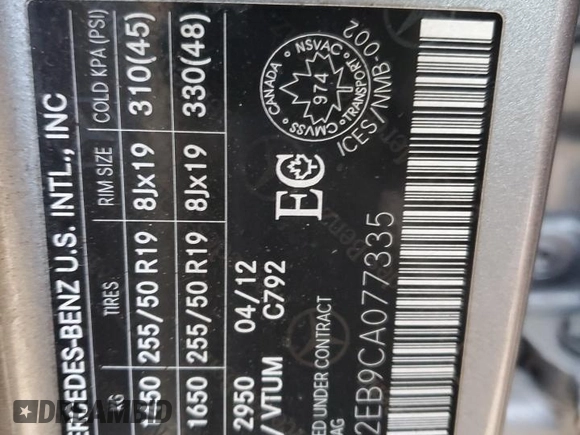 MERCEDES-BENZ U.S. INTL., INC
TIRES RIM SIZE COLD KPA (PSI)
255/50 R19 8Jx19 310(45)
1650 255/50 R19 8Jx19 330(48)
2950 04/12
VTUM C792
UNDER CONTRACT
AG
2EB9CA077335
EC
CANADA NSVAC TRANSPORT CMVSS
974
ICES/NMB-002
DREAMBID